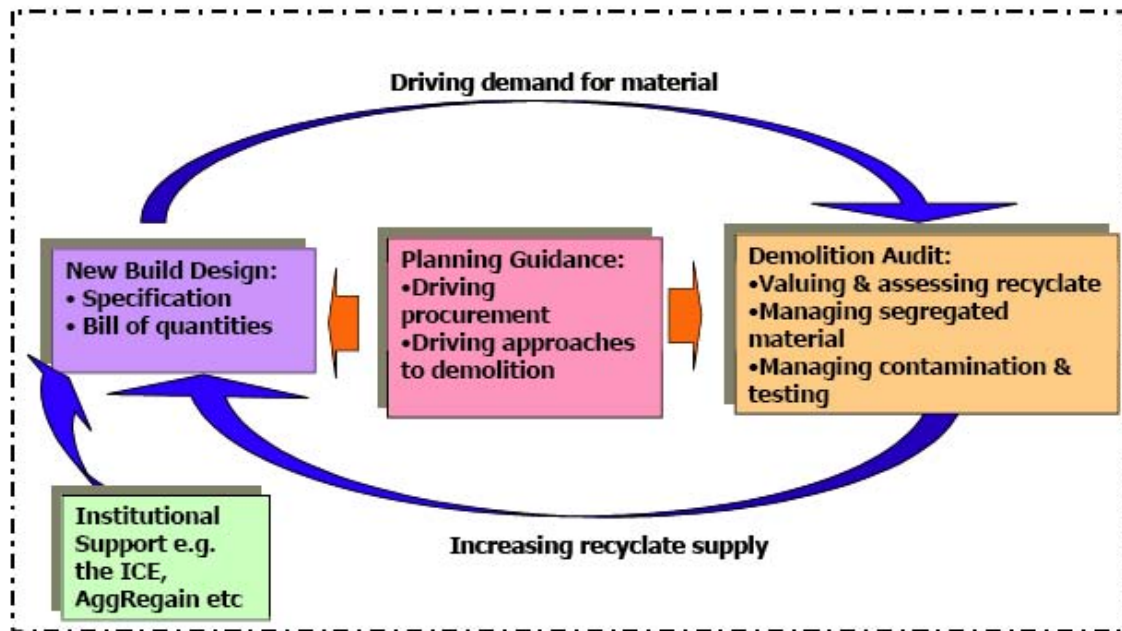 Driving demand for material
New Build Design:
• Specification
• Bill of quantities
Planning Guidance:
•Driving
procurement
•Driving approaches
to demolition
Demolition Audit:
•Valuing & assessing recyclate
•Managing segregated
material
•Managing contamination &
testing
Institutional
Support e.g.
the ICE,
AggRegain etc
Increasing recyclate supply